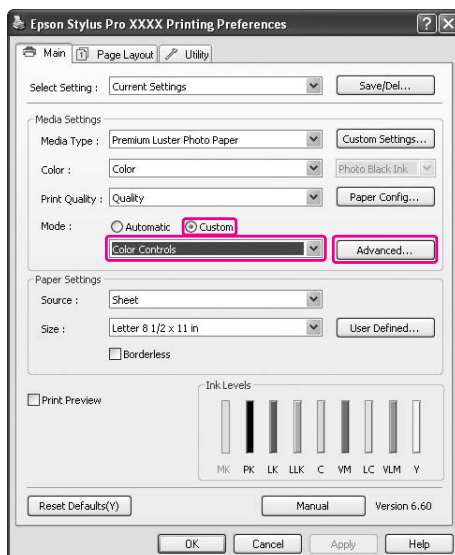 Epson Stylus Pro XXXX Printing Preferences
Main Page Layout Utility
Select Setting : Current Settings Save/Del...
Media Settings
Media Type : Premium Luster Photo Paper Custom Settings...
Color : Color Photo Black Ink
Print Quality : Quality Paper Config...
Mode : Automatic Custom
Color Controls Advanced...
Paper Settings
Source : Sheet
Size : Letter 8 1/2 x 11 in User Defined...
Borderless
Print Preview
Ink Levels
MK PK LK LLK C VM LC VLM Y
Reset Defaults(Y) Manual Version 6.60
OK Cancel Apply Help